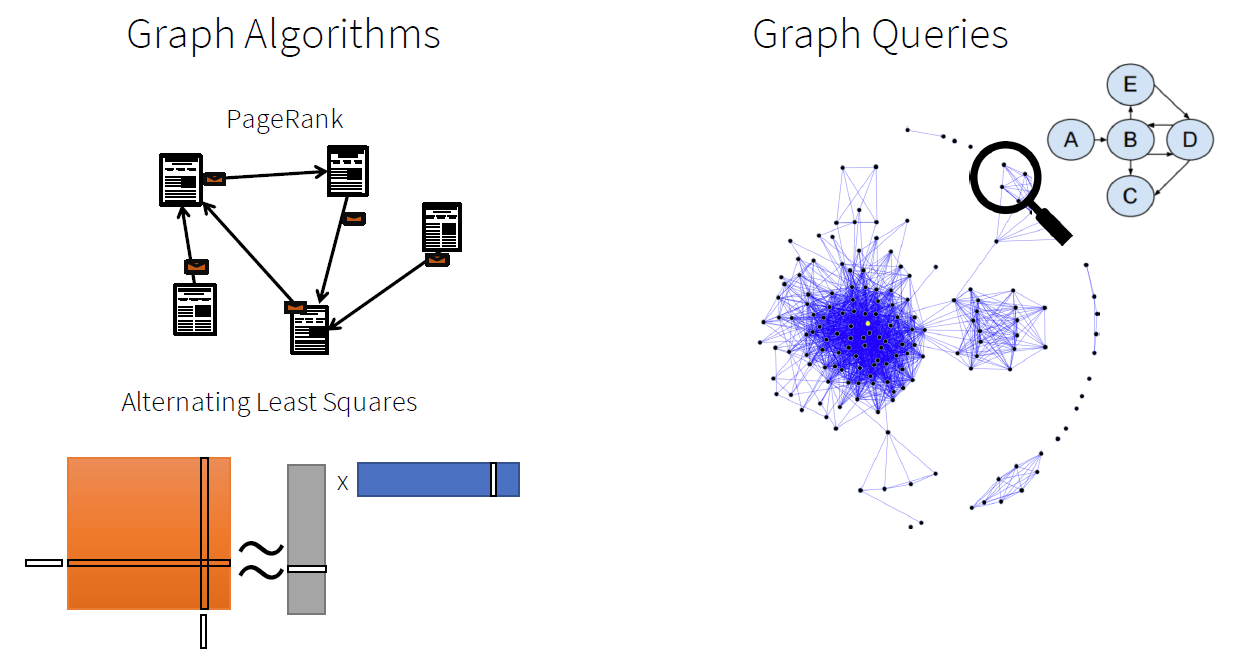 Graph Algorithms
Graph Queries
PageRank
E
A
B
D
C
Alternating Least Squares
x